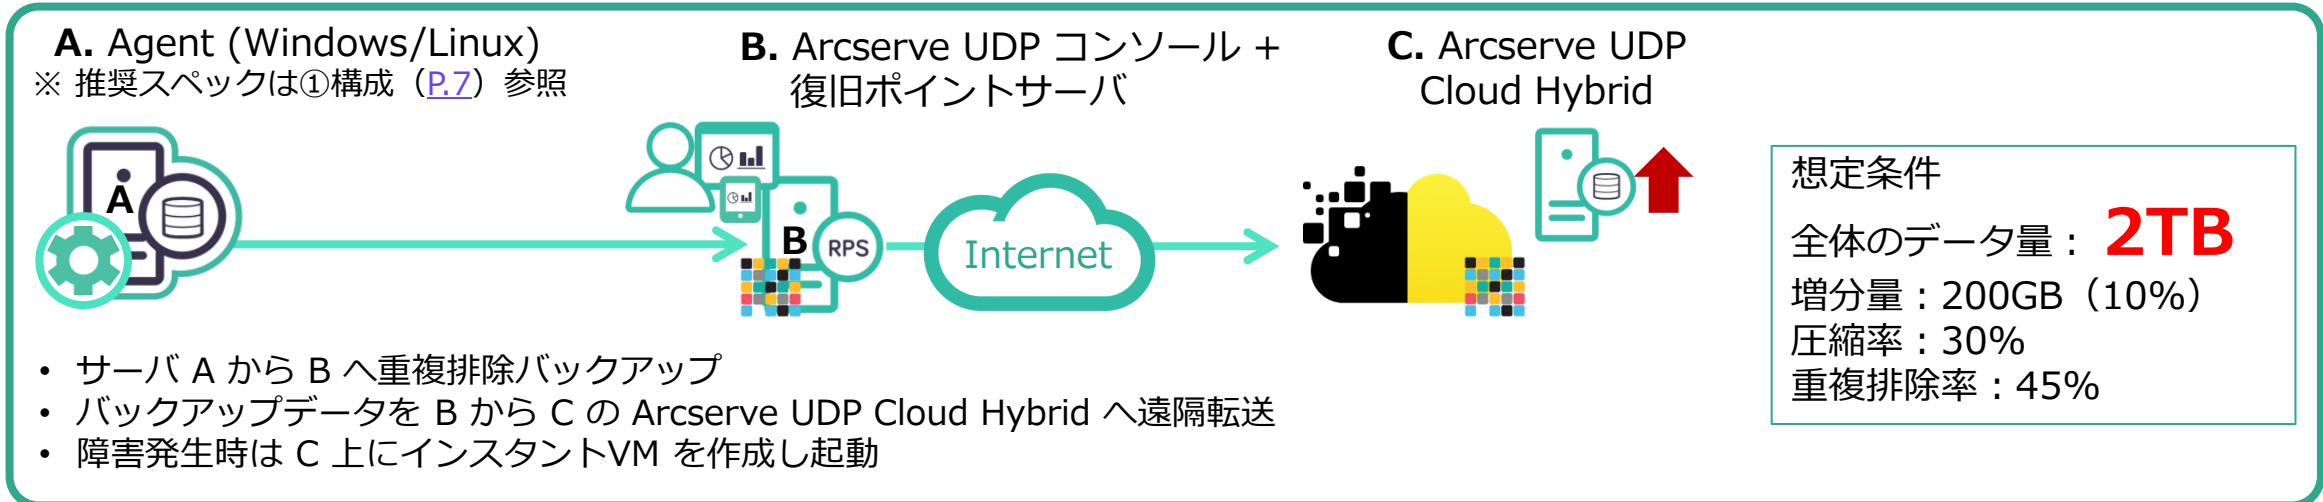 A. Agent (Windows/Linux)
※ 推奨スペックは①構成（P.7）参照
B. Arcserve UDP コンソール +
復旧ポイントサーバ
C. Arcserve UDP
Cloud Hybrid
A
B
RPS
Internet
想定条件
全体のデータ量： 2TB
増分量：200GB（10%）
圧縮率：30%
重複排除率：45%
• サーバ A から B へ重複排除バックアップ
• バックアップデータを B から C の Arcserve UDP Cloud Hybrid へ遠隔転送
• 障害発生時は C 上にインスタントVM を作成し起動